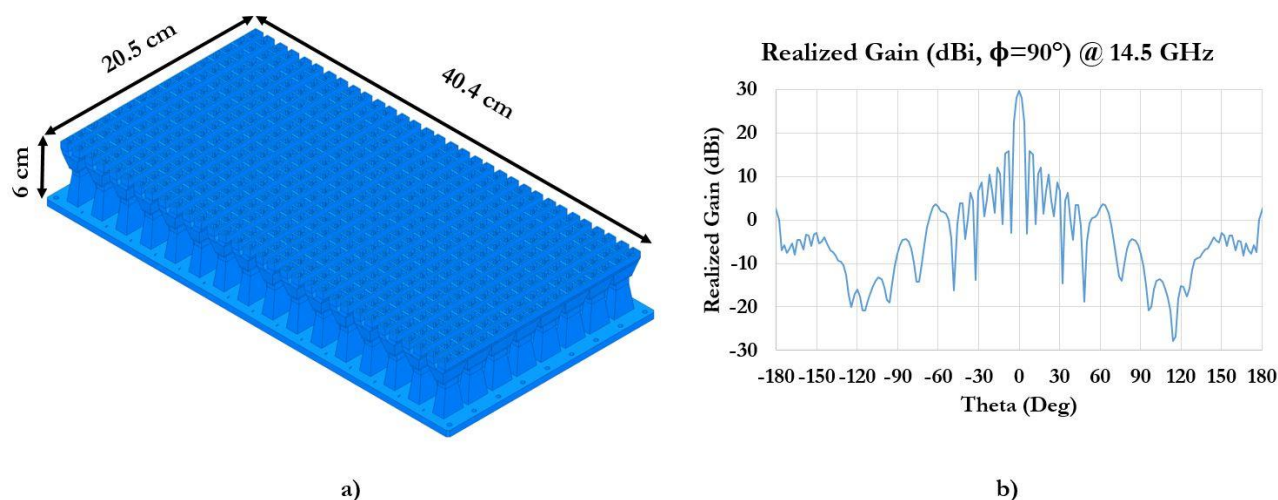 20.5 cm
40.4 cm
6 cm
a)
Realized Gain (dBi, ϕ=90°) @ 14.5 GHz
Realized Gain (dBi)
30
20
10
0
-10
-20
-30
-180 -150 -120 -90 -60 -30 0 30 60 90 120 150 180
Theta (Deg)
b)